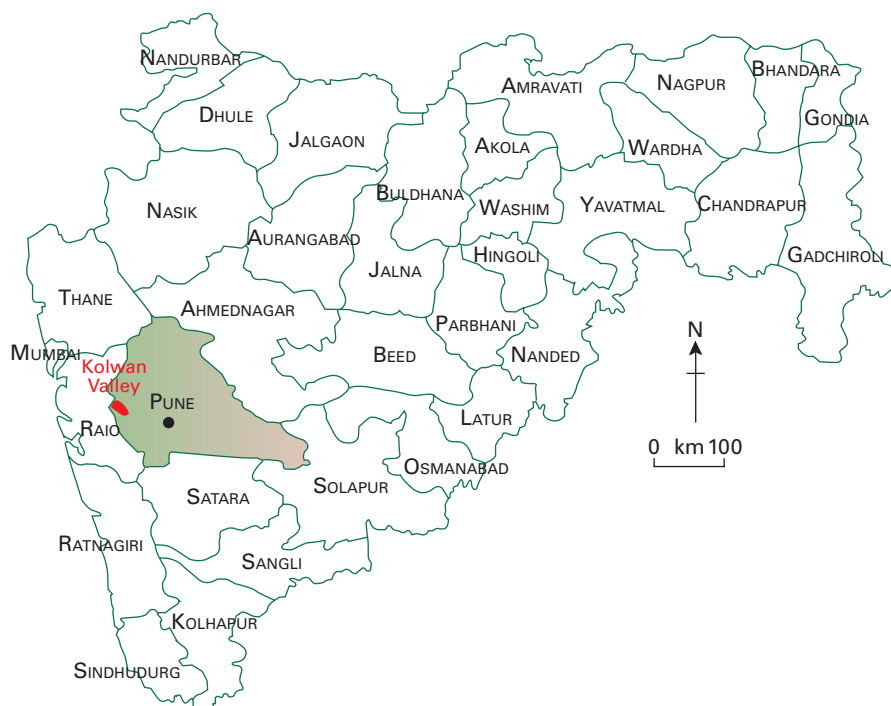 NANDURBAR
DHULE
JALGAON
AMRAVATI
NAGPUR
BHANDARA
GONDIA
AKOLA
WARDHA
BULDHANA
NASIK
WASHIM
YAVATMAL
CHANDRAPUR
AURANGABAD
HINGOLI
GADCHIROLI
JALNA
THANE
AHMEDNAGAR
PARBHANI
N
MUMBAI
BEED
NANDED
Kolwan
Valley
PUNE
LATUR
RAIO
0 km 100
OSMANABAD
SOLAPUR
SATARA
RATNAGIRI
SANGLI
KOLHAPUR
SINDHUDURG